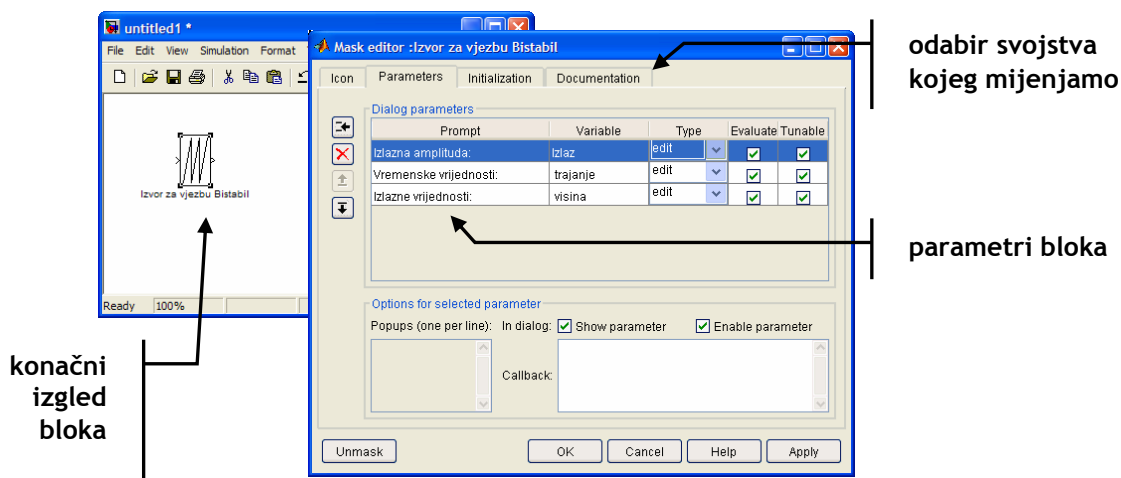 untitled1 *
File Edit View Simulation Format
Izvor za vjezbu Bistabil
Ready 100%
Mask editor :Izvor za vjezbu Bistabil
Icon Parameters Initialization Documentation
Dialog parameters
Prompt Variable Type Evaluate Tunable
Izlazna amplituda: Izlaz edit
Vremenske vrijednosti: trajanje edit
Izlazne vrijednosti: visina edit
Options for selected parameter
Popups (one per line): In dialog: Show parameter Enable parameter
Callback:
Unmask OK Cancel Help Apply
odabir svojstva
kojeg mijenjamo
parametri bloka
konačni
izgled
bloka